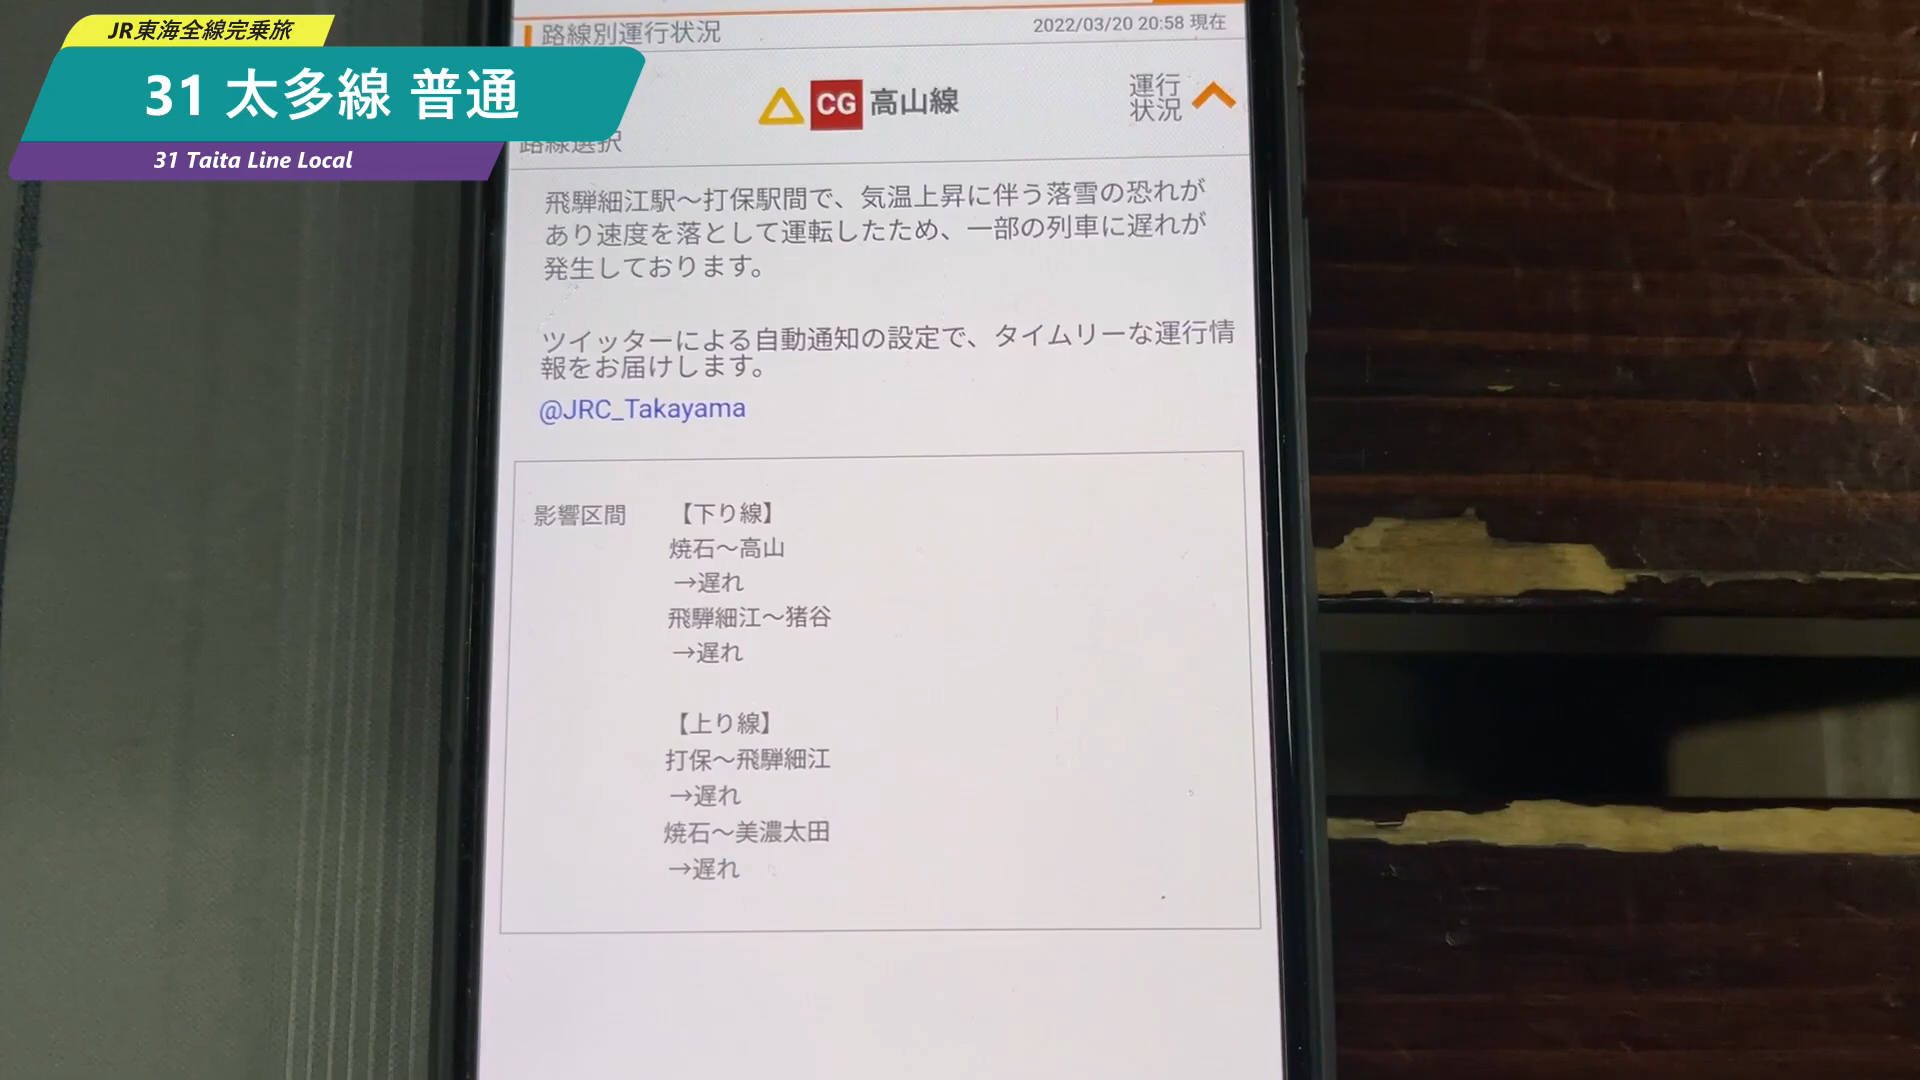 JR東海全線完乗旅
31 太多線 普通
31 Taita Line Local
路線別運行状況
2022/03/20 20:58 現在
CG 高山線
運行
状況
路線選択
飛騨細江駅～打保駅間で、気温上昇に伴う落雪の恐れが
あり速度を落として運転したため、一部の列車に遅れが
発生しております。
ツイッターによる自動通知の設定で、タイムリーな運行情
報をお届けします。
@JRC_Takayama
影響区間
【下り線】
焼石～高山
→遅れ
飛騨細江～猪谷
→遅れ
【上り線】
打保～飛騨細江
→遅れ
焼石～美濃太田
→遅れ